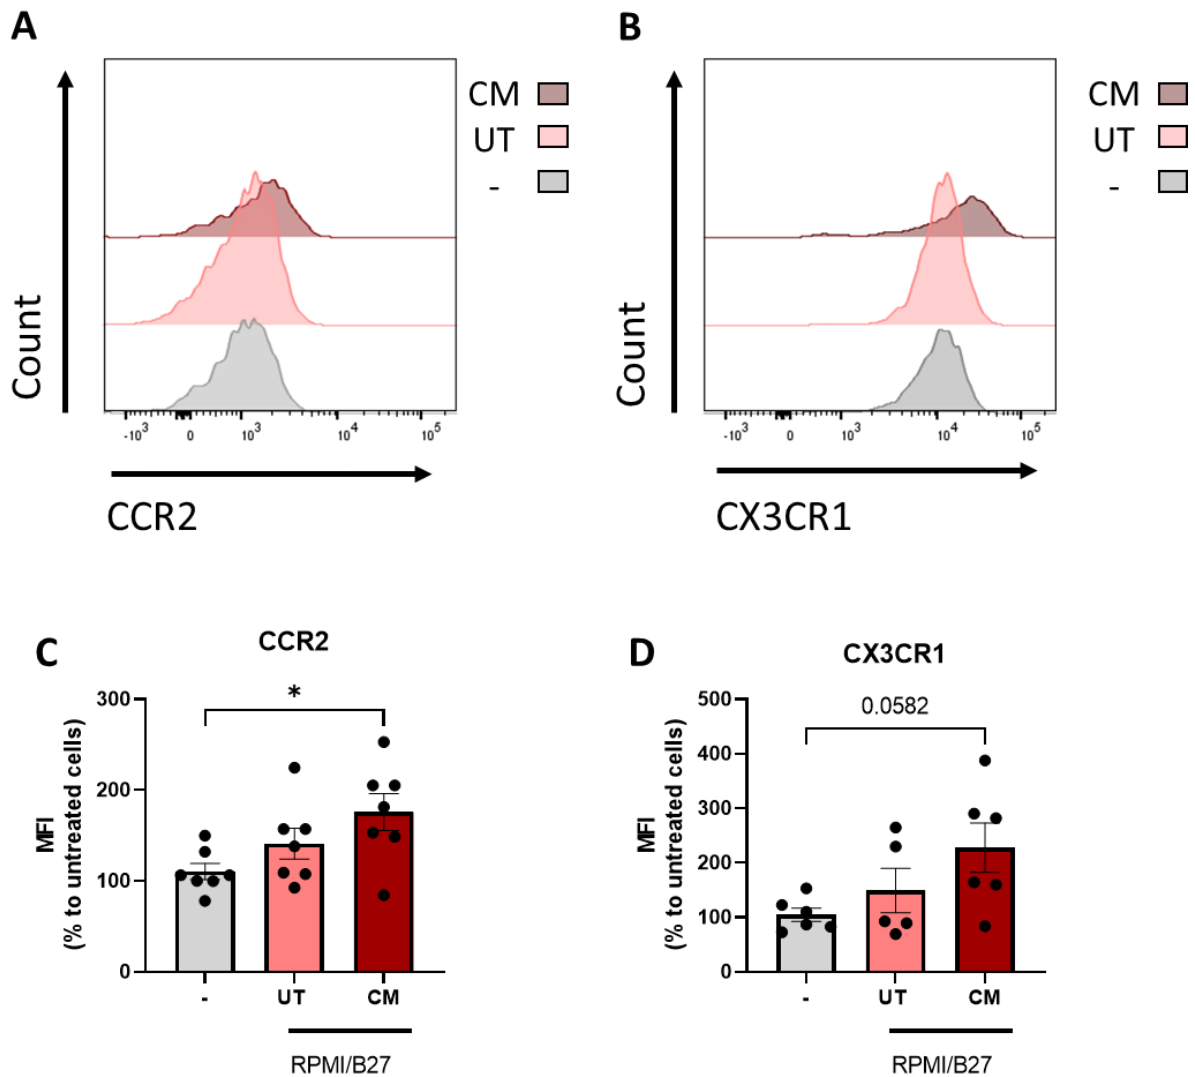 A
B
CM
UT
-
CM
UT
-
Count
Count
-10³ 0 10³ 10⁴ 10⁵
-10³ 0 10³ 10⁴ 10⁵
CCR2
CX3CR1
C
CCR2
D
CX3CR1
MFI
(% to untreated cells)
300
200
100
0
*
- UT CM
RPMI/B27
MFI
(% to untreated cells)
500
400
300
200
100
0
0.0582
- UT CM
RPMI/B27